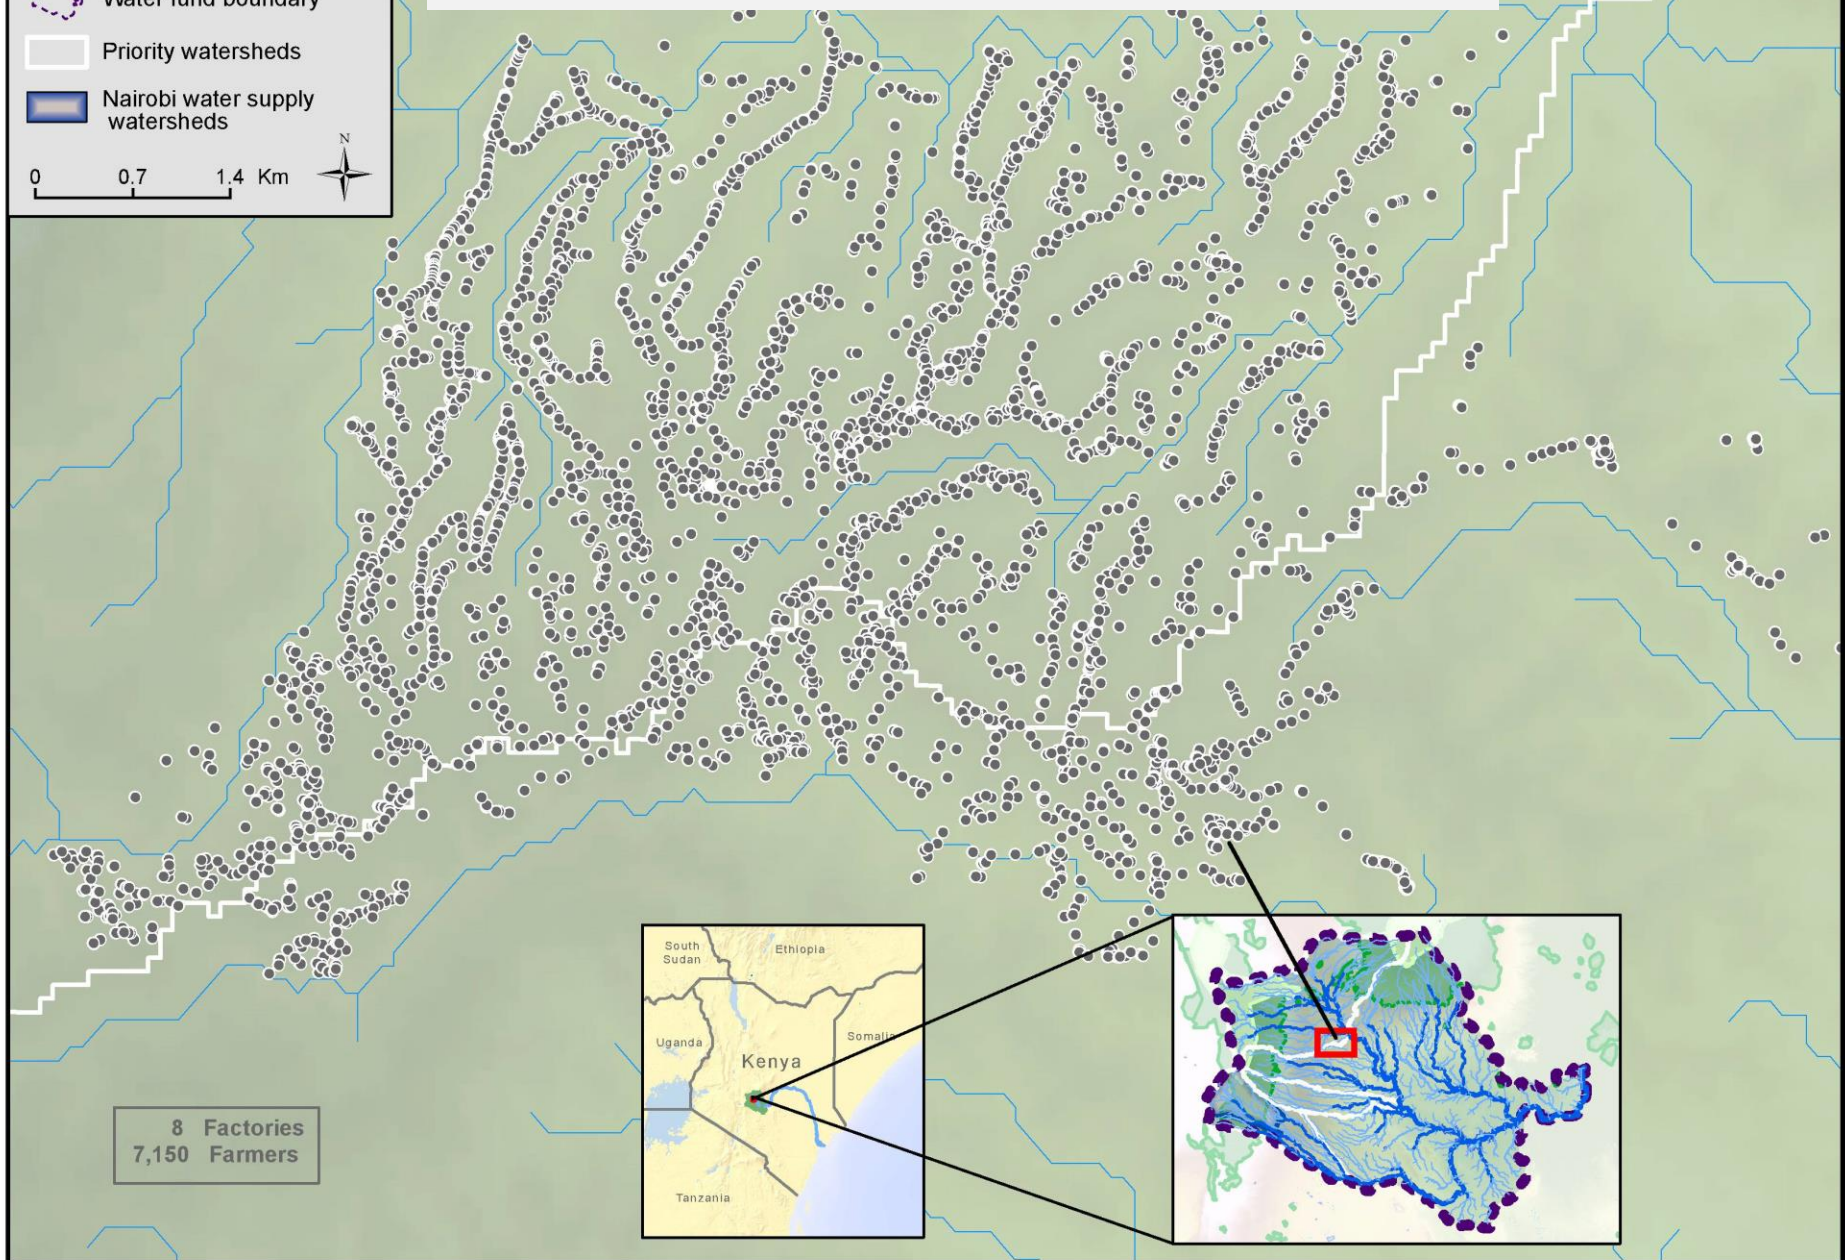 Water fund boundary
Priority watersheds
Nairobi water supply
watersheds
N
0 0.7 1.4 Km
South
Sudan
Ethiopia
Uganda
Kenya
Somalia
Tanzania
8 Factories
7,150 Farmers